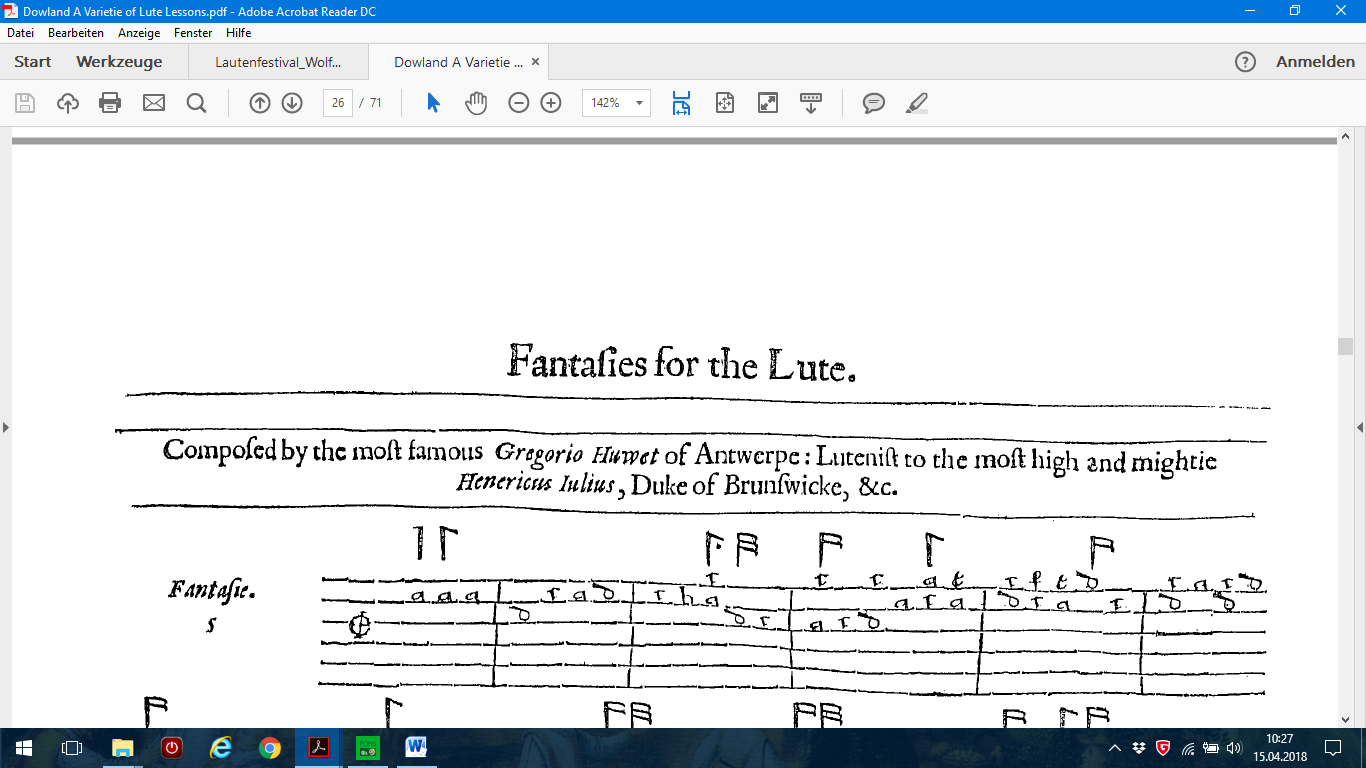 Dowland A Varietie of Lute Lessons.pdf - Adobe Acrobat Reader DC
Datei Bearbeiten Anzeige Fenster Hilfe
Start Werkzeuge Lautenfestival_Wolf... Dowland A Varietie ... × Anmelden
26 / 71 142%
Fantaſies for the Lute.
Compoſed by the moſt famous Gregorio Huwet of Antwerpe: Luteniſt to the moſt high and mightie
Henericus Iulius, Duke of Brunſwicke, &c.
Fantaſie.
5
10:27
15.04.2018